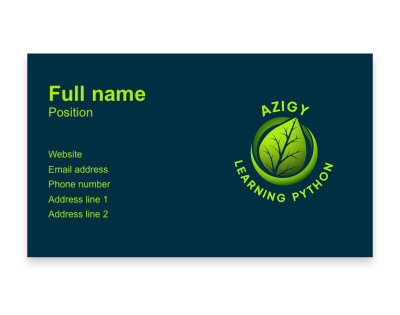 Full name
Position
Website
Email address
Phone number
Address line 1
Address line 2
AZIGY
LEARNING PYTHON